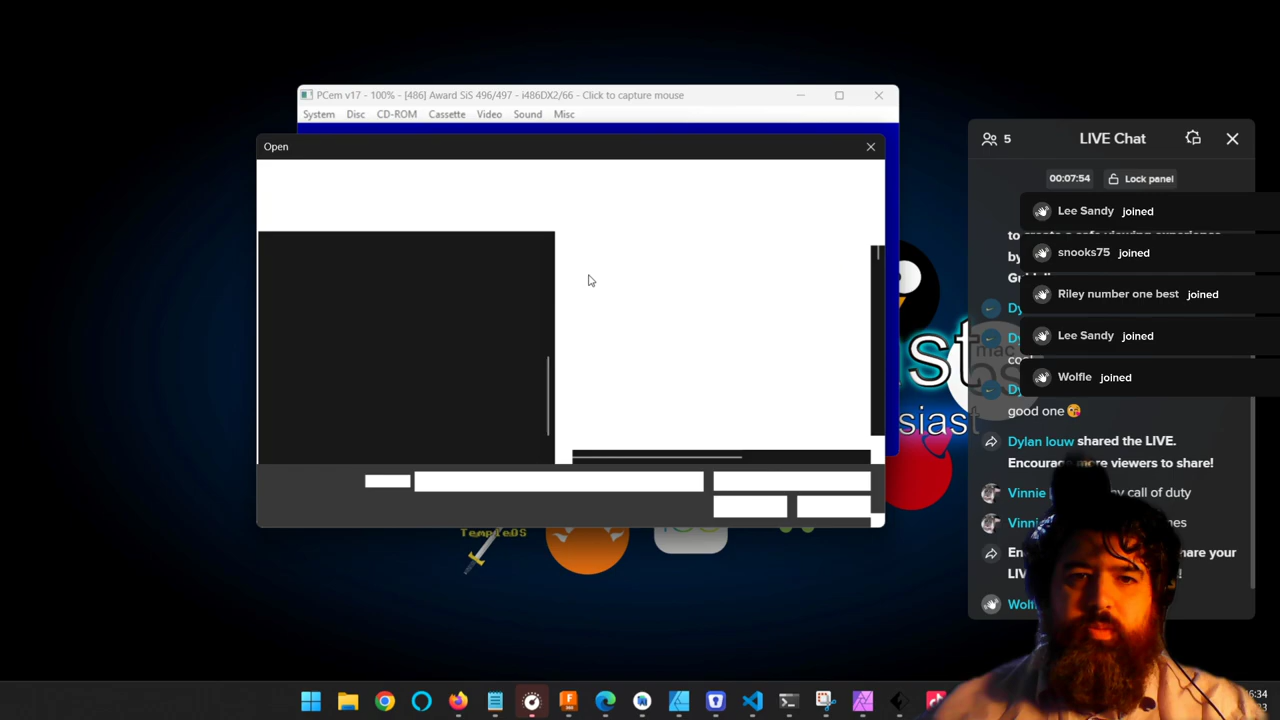 PCem v17 - 100% - [486] Award SiS 496/497 - i486DX2/66 - Click to capture mouse
System Disc CD-ROM Cassette Video Sound Misc
Open
5 LIVE Chat
00:07:54 Lock panel
Lee Sandy joined
snooks75 joined
Riley number one best joined
Lee Sandy joined
mac
Wolfie joined
good one 😘
Dylan louw shared the LIVE.
Encourage more viewers to share!
Vinnie call of duty
TempleOS